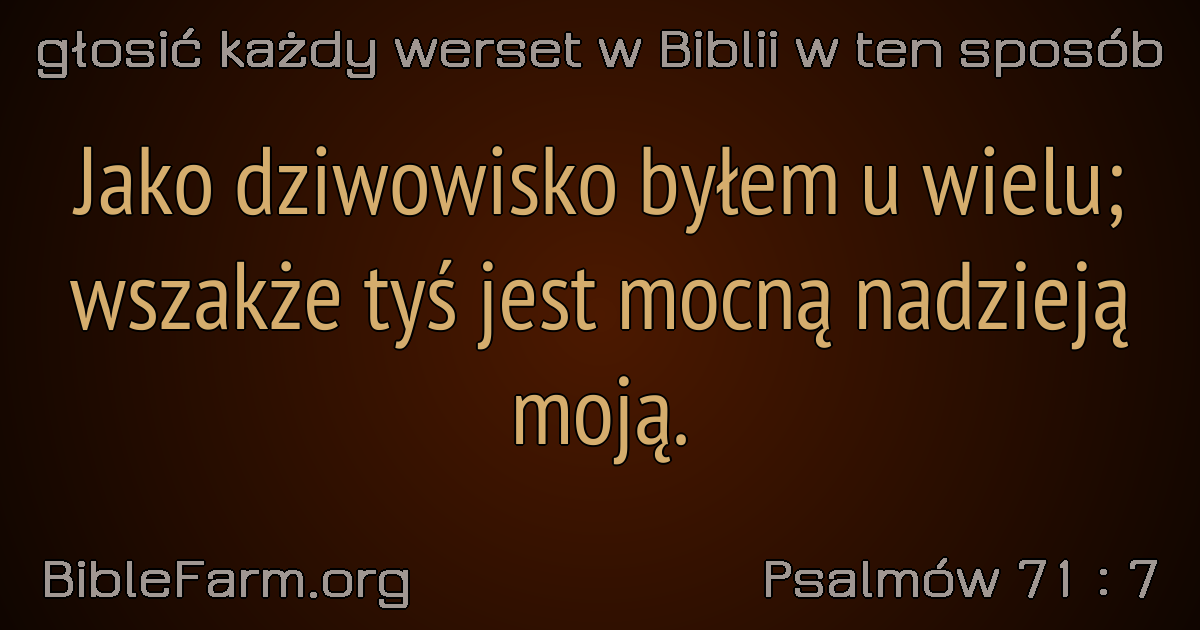 głosić każdy werset w Biblii w ten sposób
Jako dziwowisko byłem u wielu;
wszakże tyś jest mocną nadzieją
moją.
BibleFarm.org
Psalmów 71 : 7